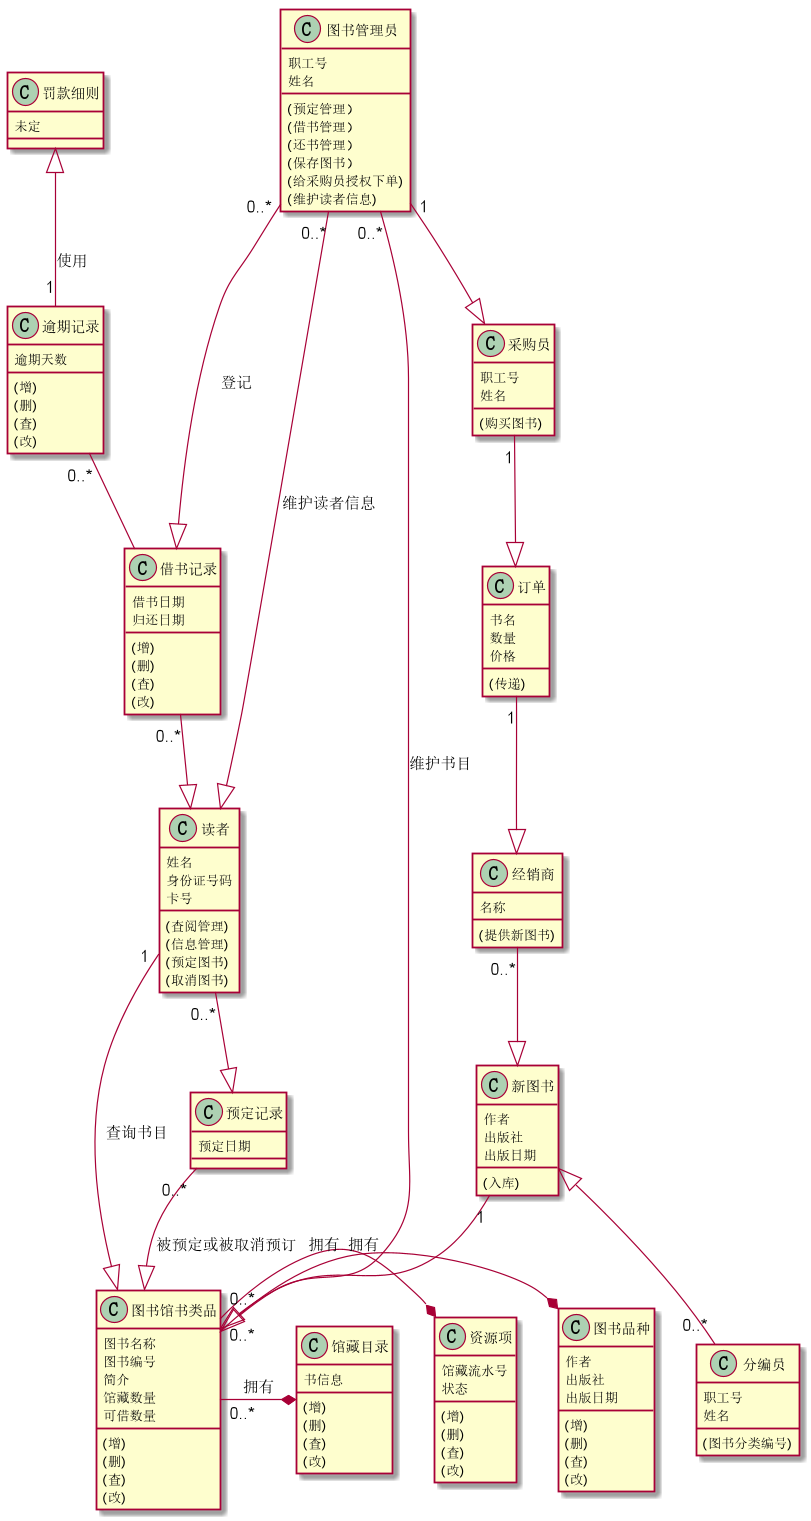 C 图书管理员
职工号
姓名
(预定管理)
(借书管理)
(还书管理)
(保存图书)
(给采购员授权下单)
(维护读者信息)
C 罚款细则
未定
0..*
0..*
0..*
1
使用
1
C 逾期记录
逾期天数
(增)
(删)
(查)
(改)
0..*
登记
维护读者信息
C 采购员
职工号
姓名
(购买图书)
1
C 借书记录
借书日期
归还日期
(增)
(删)
(查)
(改)
0..*
C 订单
书名
数量
价格
(传递)
1
维护书目
C 读者
姓名
身份证号码
卡号
(查阅管理)
(信息管理)
(预定图书)
(取消图书)
1
0..*
C 经销商
名称
(提供新图书)
0..*
C 预定记录
预定日期
0..*
查询书目
C 新图书
作者
出版社
出版日期
(入库)
1
被预定或被取消预订
拥有
拥有
0..*
0..*
0..*
C 图书馆书类品
图书名称
图书编号
简介
馆藏数量
可借数量
(增)
(删)
(查)
(改)
拥有
0..*
C 馆藏目录
书信息
(增)
(删)
(查)
(改)
C 资源项
馆藏流水号
状态
(增)
(删)
(查)
(改)
C 图书品种
作者
出版社
出版日期
(增)
(删)
(查)
(改)
C 分编员
职工号
姓名
(图书分类编号)